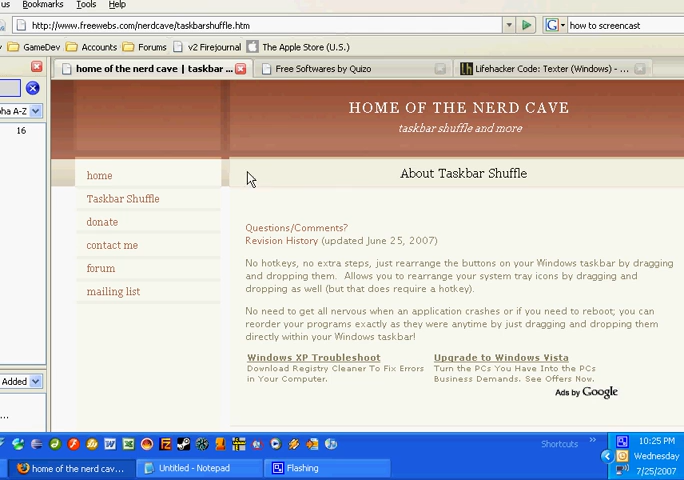 us Bookmarks Tools Help
http://www.freewebs.com/nerdcave/taskbarshuffle.htm
how to screencast
GameDev Accounts Forums v2 Firejournal The Apple Store (U.S.)
home of the nerd cave | taskbar ... Free Softwares by Quizo Lifehacker Code: Texter (Windows) - ...
HOME OF THE NERD CAVE
taskbar shuffle and more
pha A-Z
16
home
Taskbar Shuffle
donate
contact me
forum
mailing list
About Taskbar Shuffle
Questions/Comments?
Revision History (updated June 25, 2007)
No hotkeys, no extra steps, just rearrange the buttons on your Windows taskbar by dragging
and dropping them. Allows you to rearrange your system tray icons by dragging and
dropping as well (but that does require a hotkey).
No need to get all nervous when an application crashes or if you need to reboot; you can
reorder your programs exactly as they were anytime by just dragging and dropping them
directly within your Windows taskbar!
Windows XP Troubleshoot
Download Registry Cleaner To Fix Errors
in Your Computer.
Upgrade to Windows Vista
Turn the PCs You Have Into the PCs
Business Demands. See Offers Now.
Ads by Google
Added
...
Shortcuts
home of the nerd cav... Untitled - Notepad Flashing
10:25 PM
Wednesday
7/25/2007